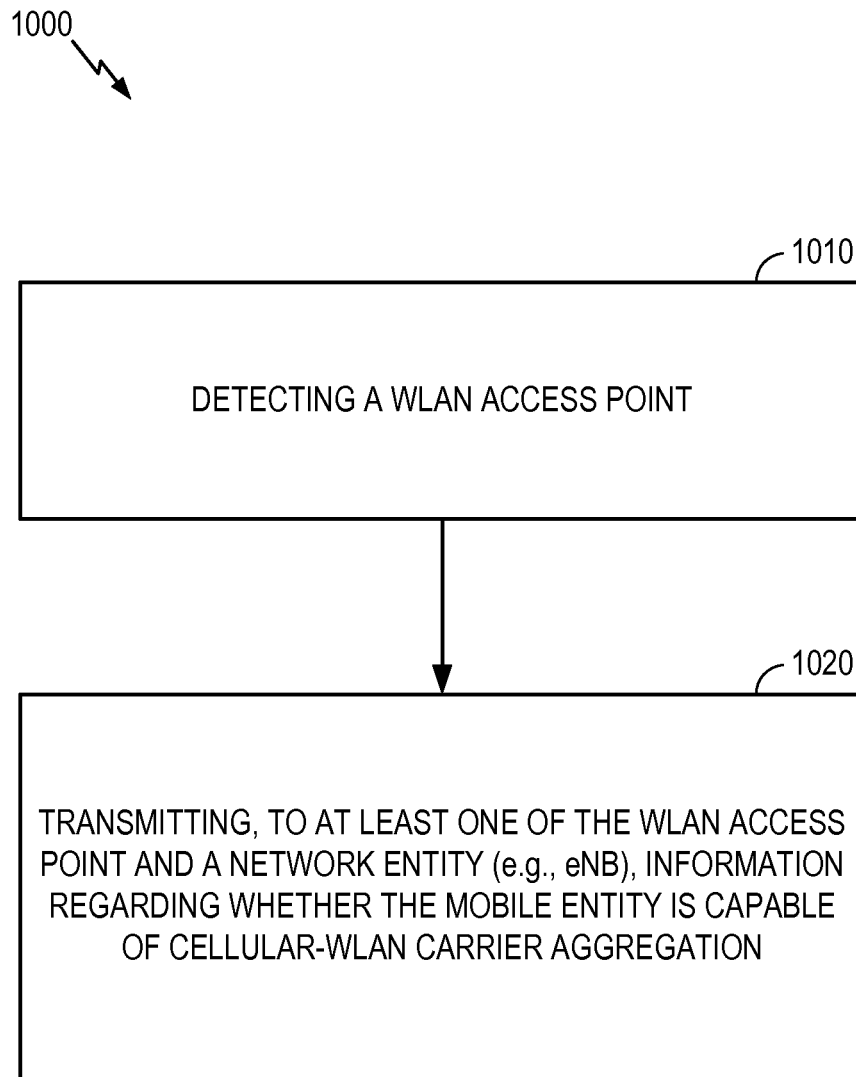 1000
1010
DETECTING A WLAN ACCESS POINT
1020
TRANSMITTING, TO AT LEAST ONE OF THE WLAN ACCESS
POINT AND A NETWORK ENTITY (e.g., eNB), INFORMATION
REGARDING WHETHER THE MOBILE ENTITY IS CAPABLE
OF CELLULAR-WLAN CARRIER AGGREGATION